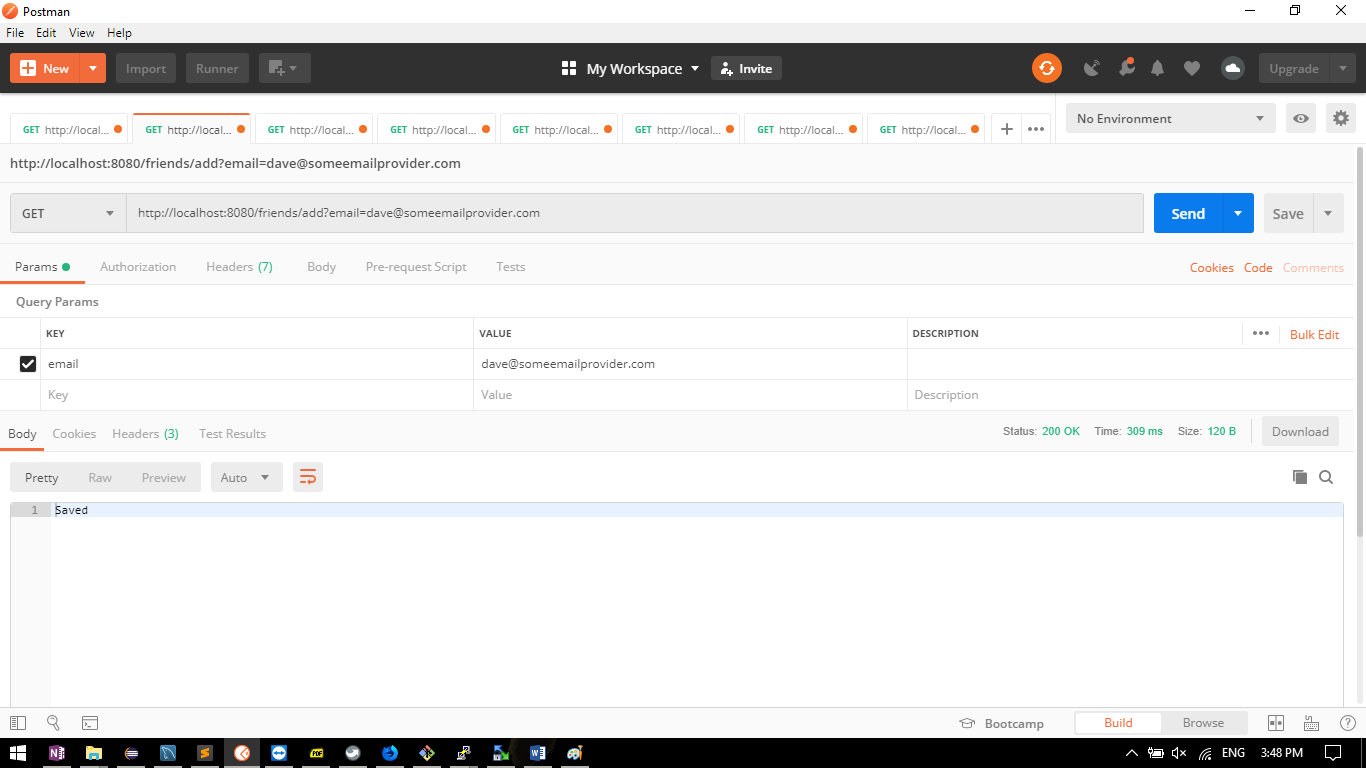 Postman
File Edit View Help
New Import Runner My Workspace Invite Upgrade
GET http://local... GET http://local... GET http://local... GET http://local... GET http://local... GET http://local... GET http://local... GET http://local... No Environment
http://localhost:8080/friends/add?email=dave@someemailprovider.com
GET http://localhost:8080/friends/add?email=dave@someemailprovider.com Send Save
Params Authorization Headers (7) Body Pre-request Script Tests Cookies Code Comments
Query Params
KEY VALUE DESCRIPTION Bulk Edit
email dave@someemailprovider.com
Key Value Description
Body Cookies Headers (3) Test Results Status: 200 OK Time: 309 ms Size: 120 B Download
Pretty Raw Preview Auto
1 Saved
Bootcamp Build Browse
N PDF W ENG 3:48 PM